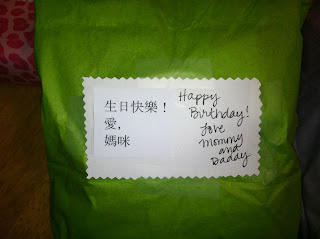 生日快樂！
愛，
媽咪
Happy
Birthday!
love
Mommy
and
Daddy